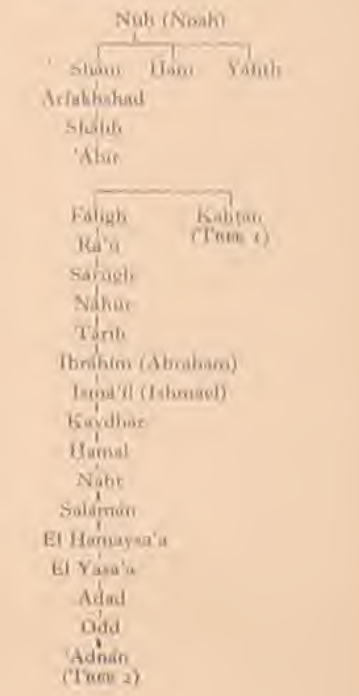 Nuh (Noah)
Sham Ham Yafith
Arfakhshad
Shalih
'Abir
Faligh Kahtan
(Tree 1)
Ra'u
Sarugh
Nahur
Tarih
Ibrahim (Abraham)
Isma'il (Ishmael)
Kaydhar
Hamal
Nabt
Salaman
El Hamaysa'a
El Yasa'a
Adad
Odd
'Adnan
(Tree 2)